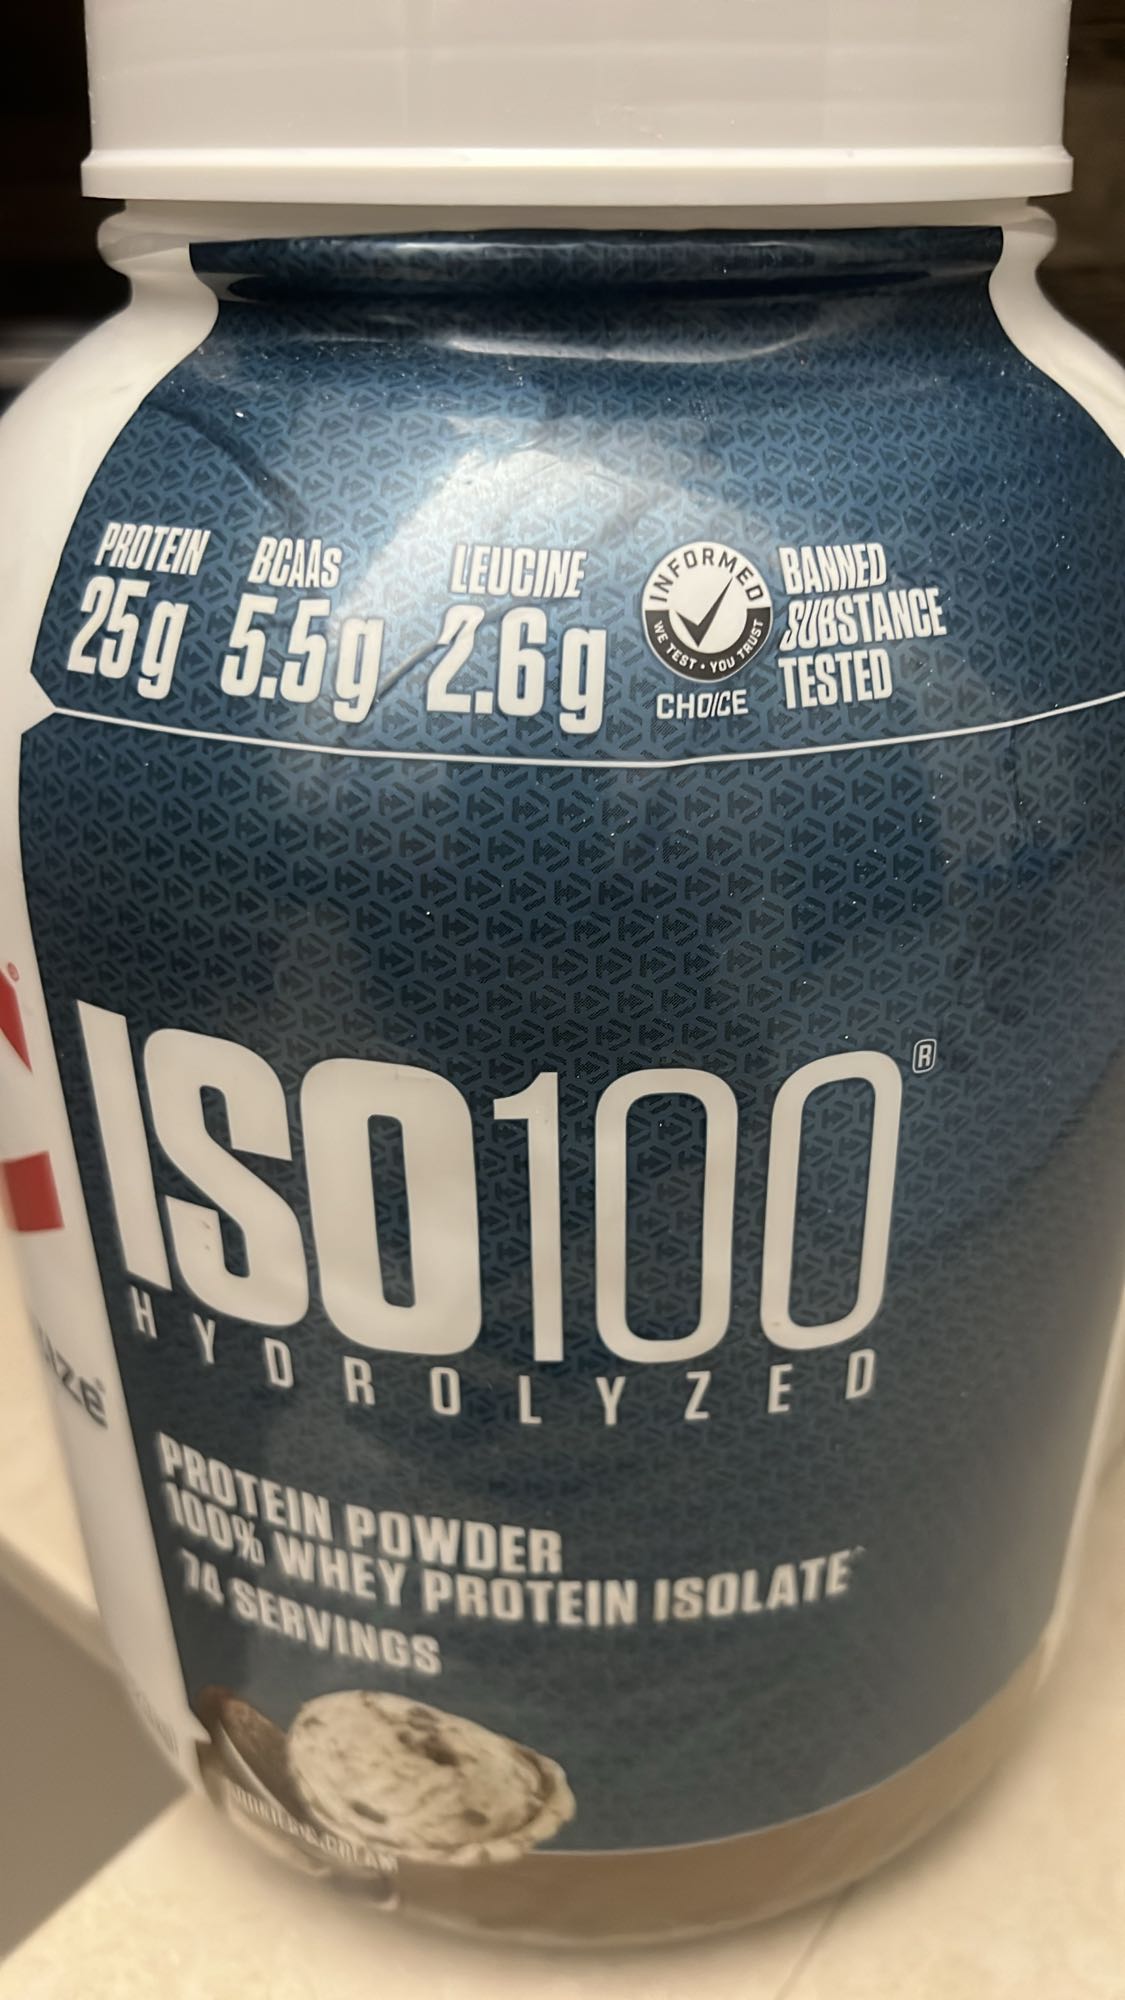 PROTEIN
25g
BCAAs
5.5g
LEUCINE
2.6g
INFORMED
WE TEST • YOU TRUST
CHOICE
BANNED
SUBSTANCE
TESTED
ISO100®
HYDROLYZED
PROTEIN POWDER
100% WHEY PROTEIN ISOLATE
74 SERVINGS